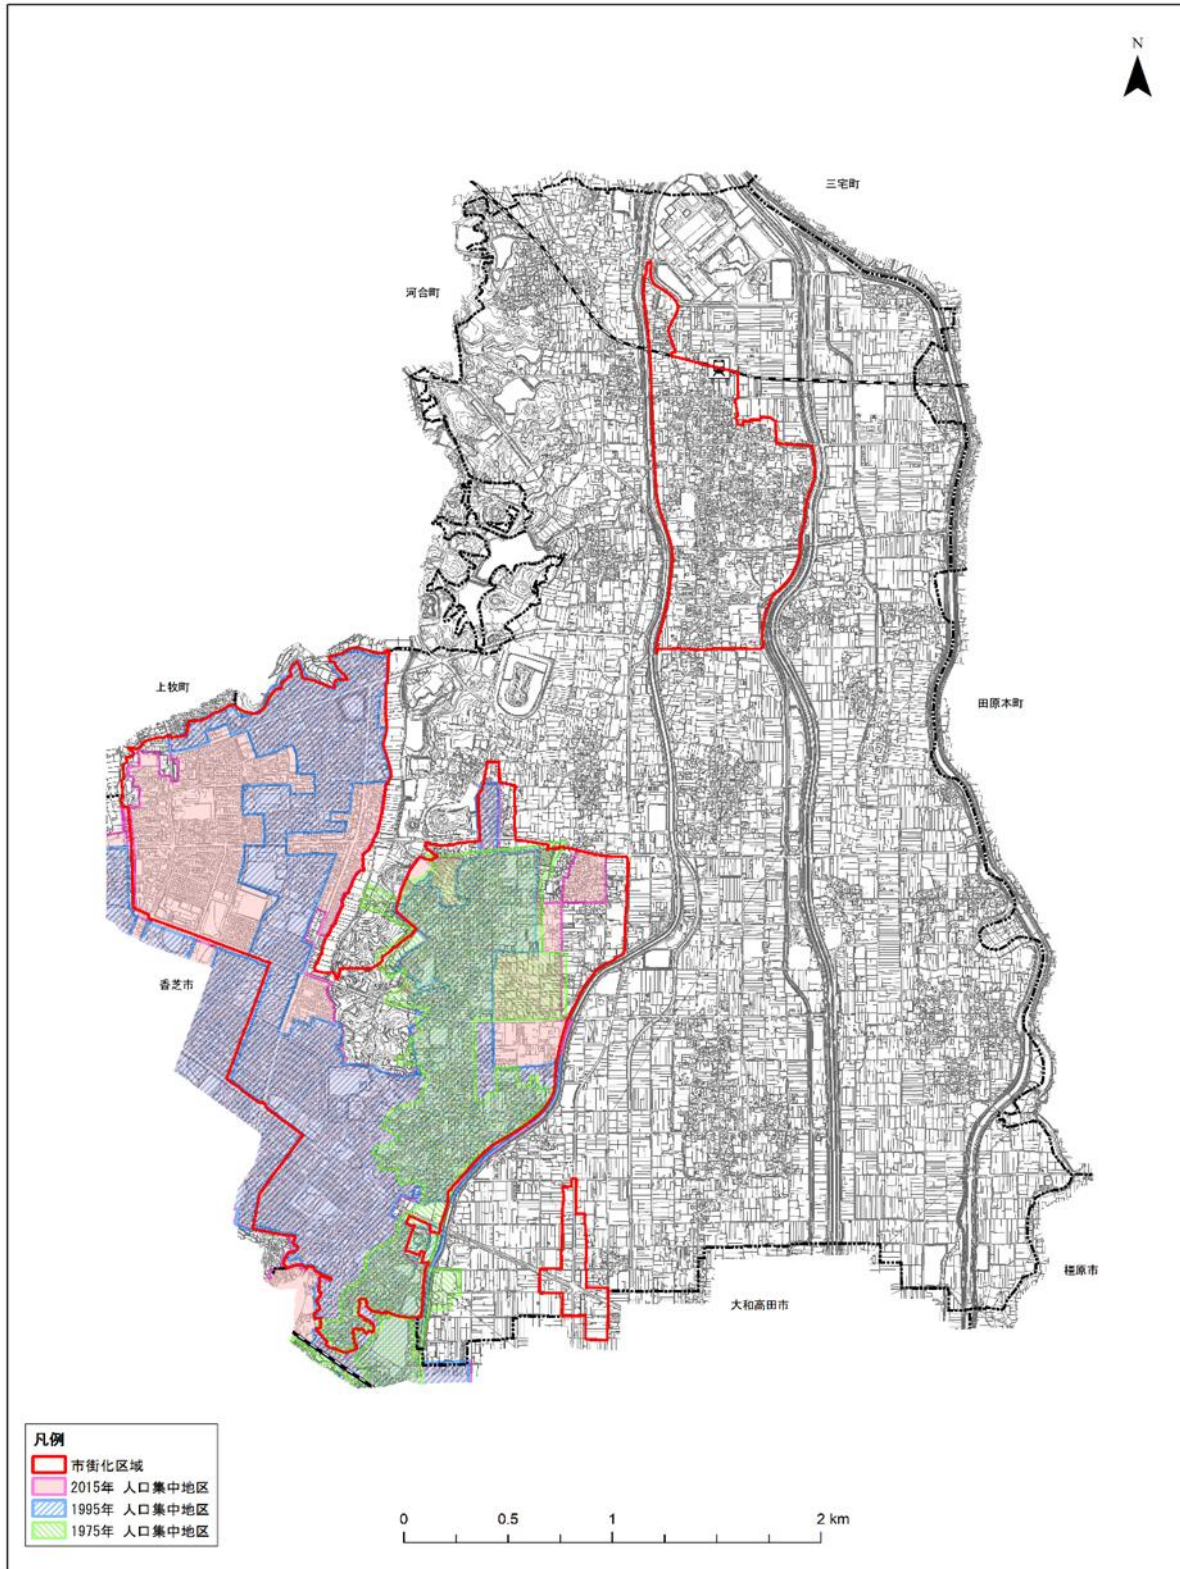 N
三宅町
河合町
上牧町
田原本町
香芝市
橿原市
大和高田市
凡例
市街化区域
2015年 人口集中地区
1995年 人口集中地区
1975年 人口集中地区
0 0.5 1 2 km